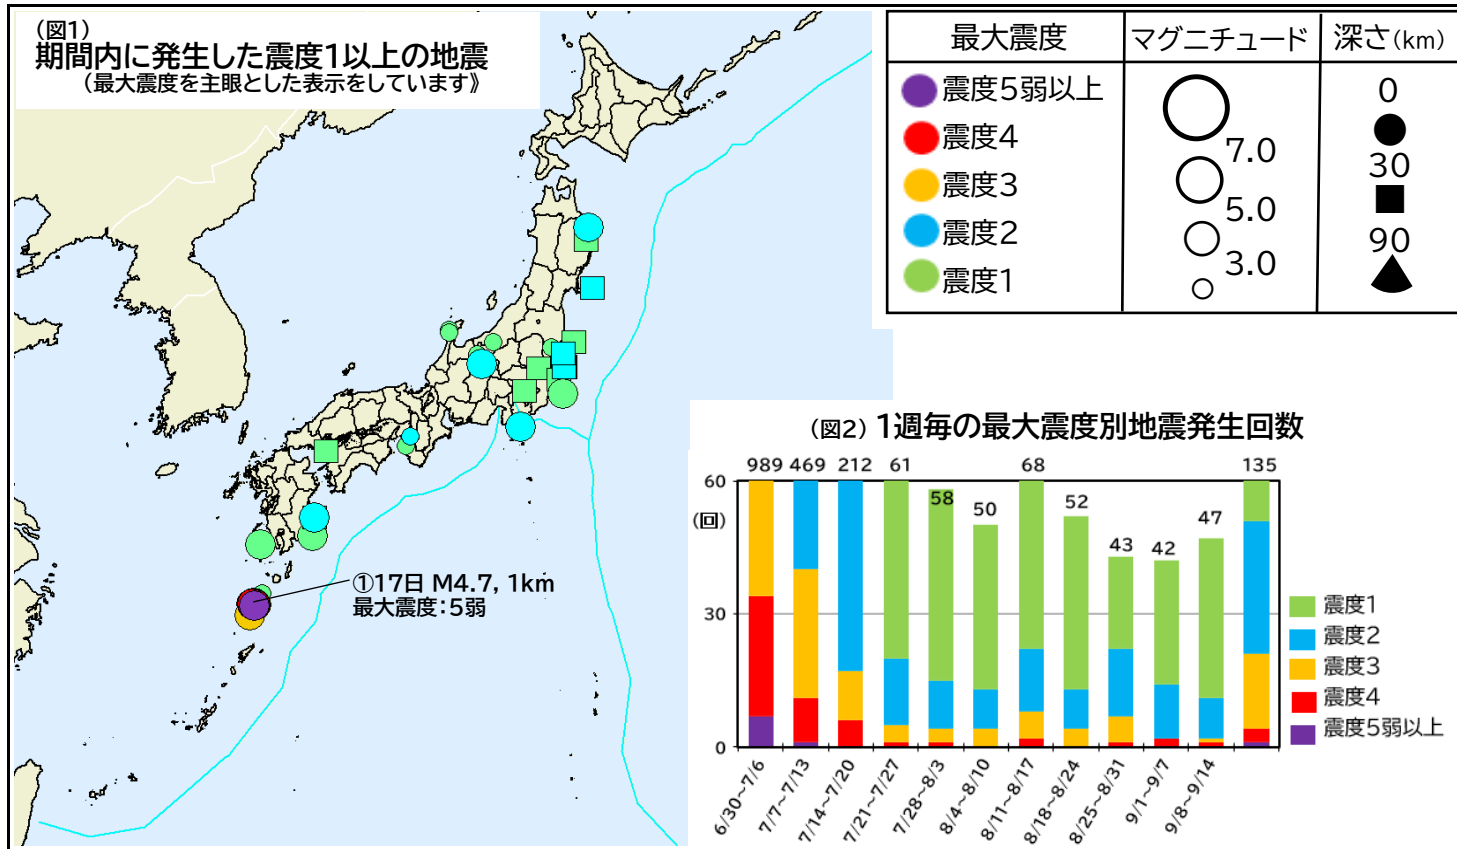 (図1)
期間内に発生した震度1以上の地震
(最大震度を主眼とした表示をしています》
①17日 M4.7, 1km
最大震度:5弱
最大震度 マグニチュード 深さ(km)
震度5弱以上
震度4
震度3
震度2
震度1
7.0
5.0
3.0
0
30
90
(図2) 1週毎の最大震度別地震発生回数
989 469 212 61 58 50 68 52 43 42 47 135
60
(回)
30
0
6/30~7/6
7/7~7/13
7/14~7/20
7/21~7/27
7/28~8/3
8/4~8/10
8/11~8/17
8/18~8/24
8/25~8/31
9/1~9/7
9/8~9/14
震度1
震度2
震度3
震度4
震度5弱以上